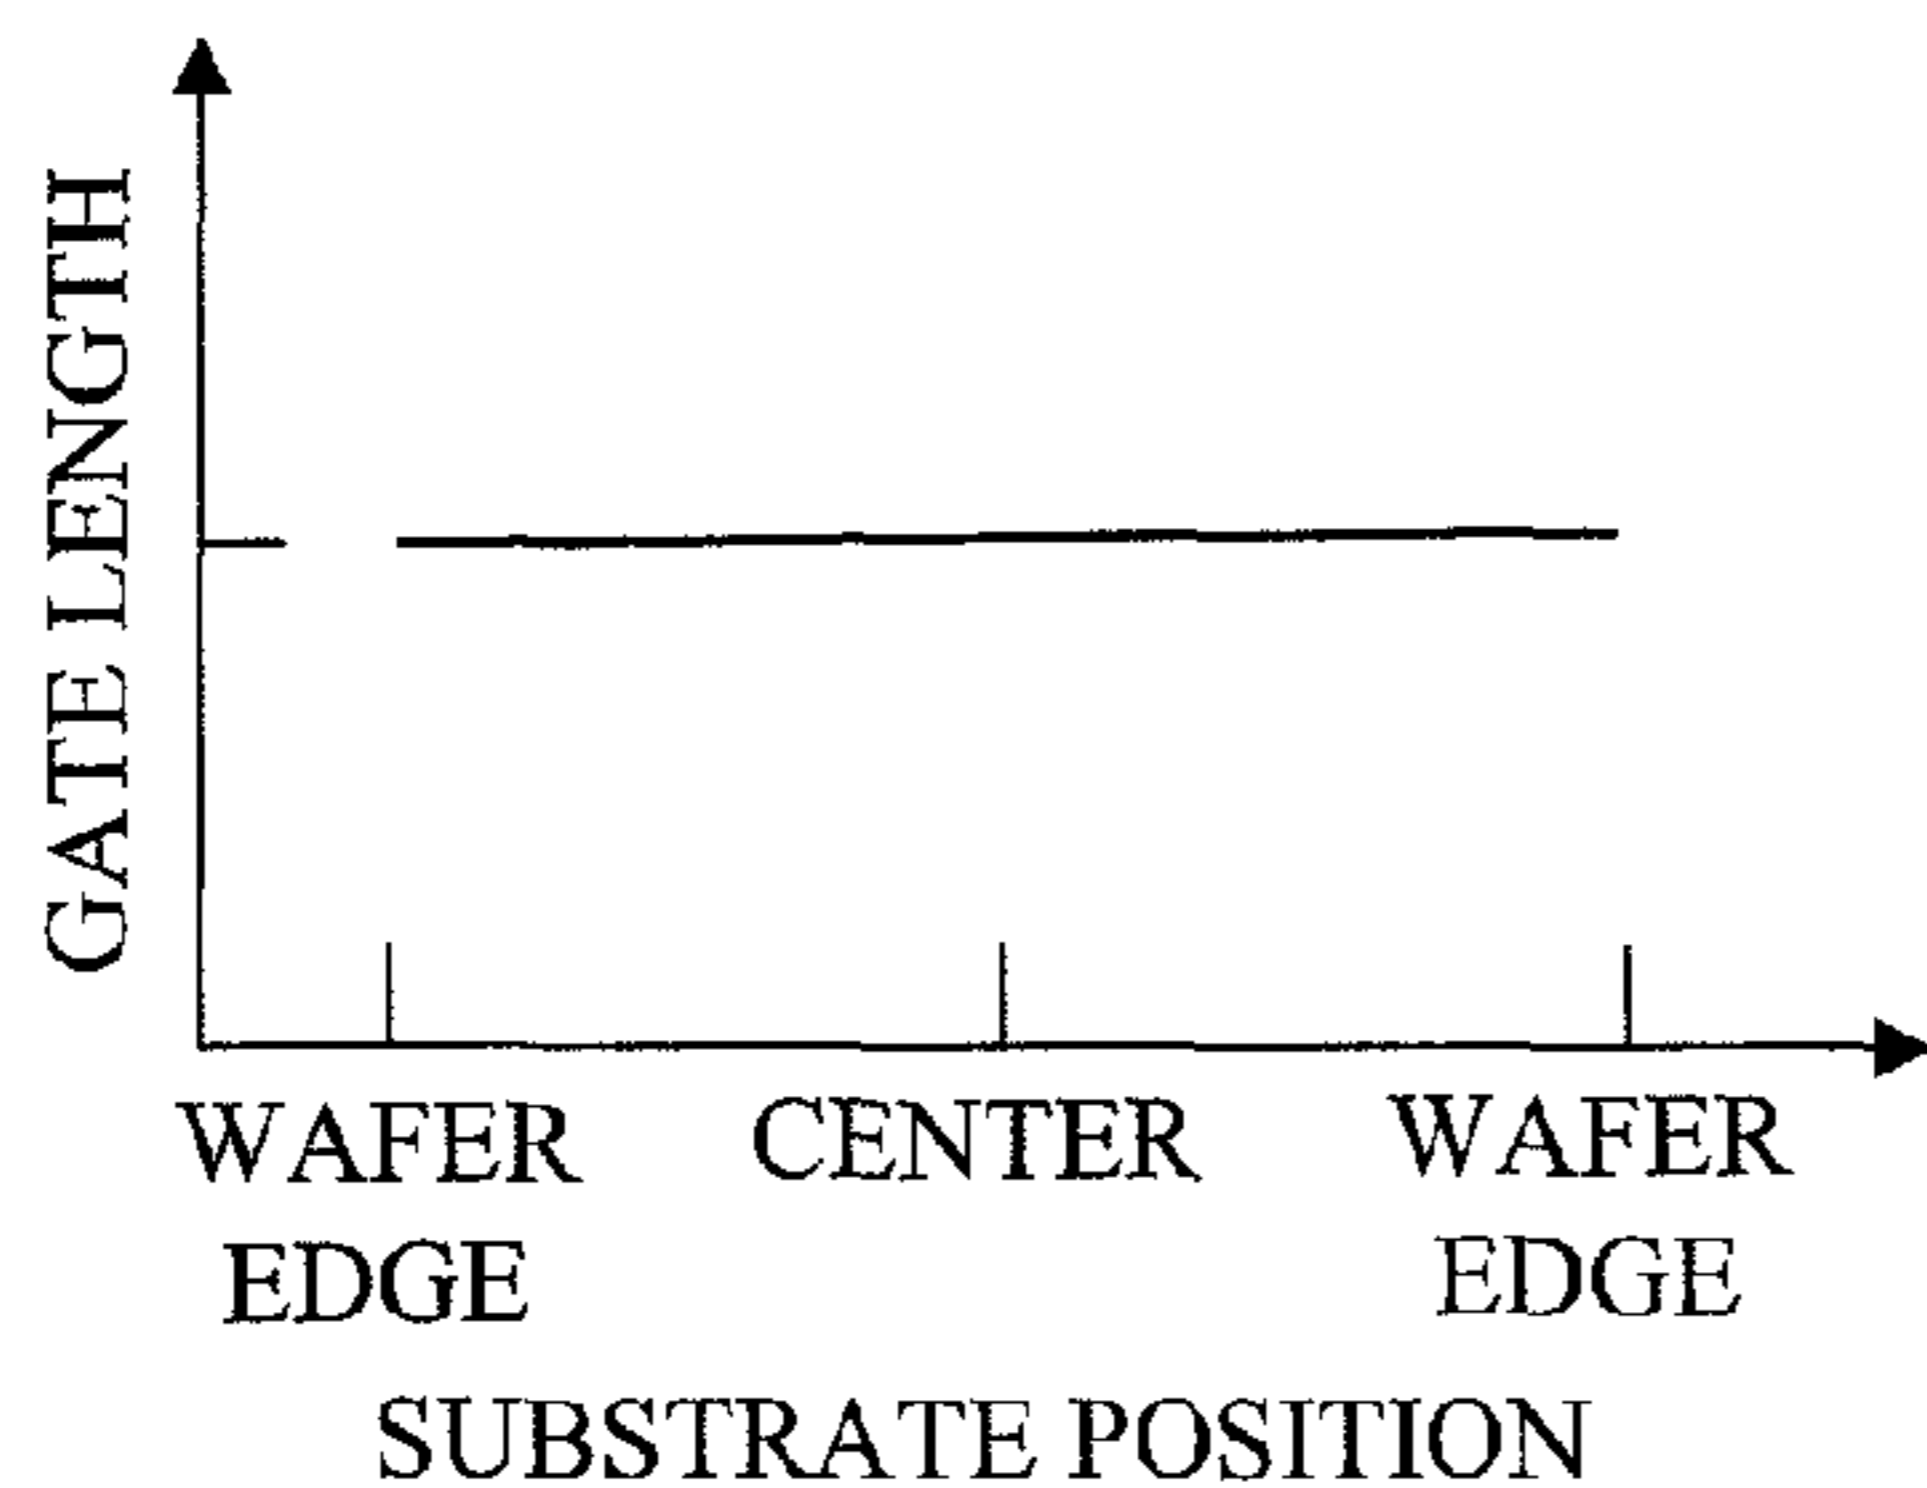 GATE LENGTH
WAFER CENTER WAFER
EDGE EDGE
SUBSTRATE POSITION